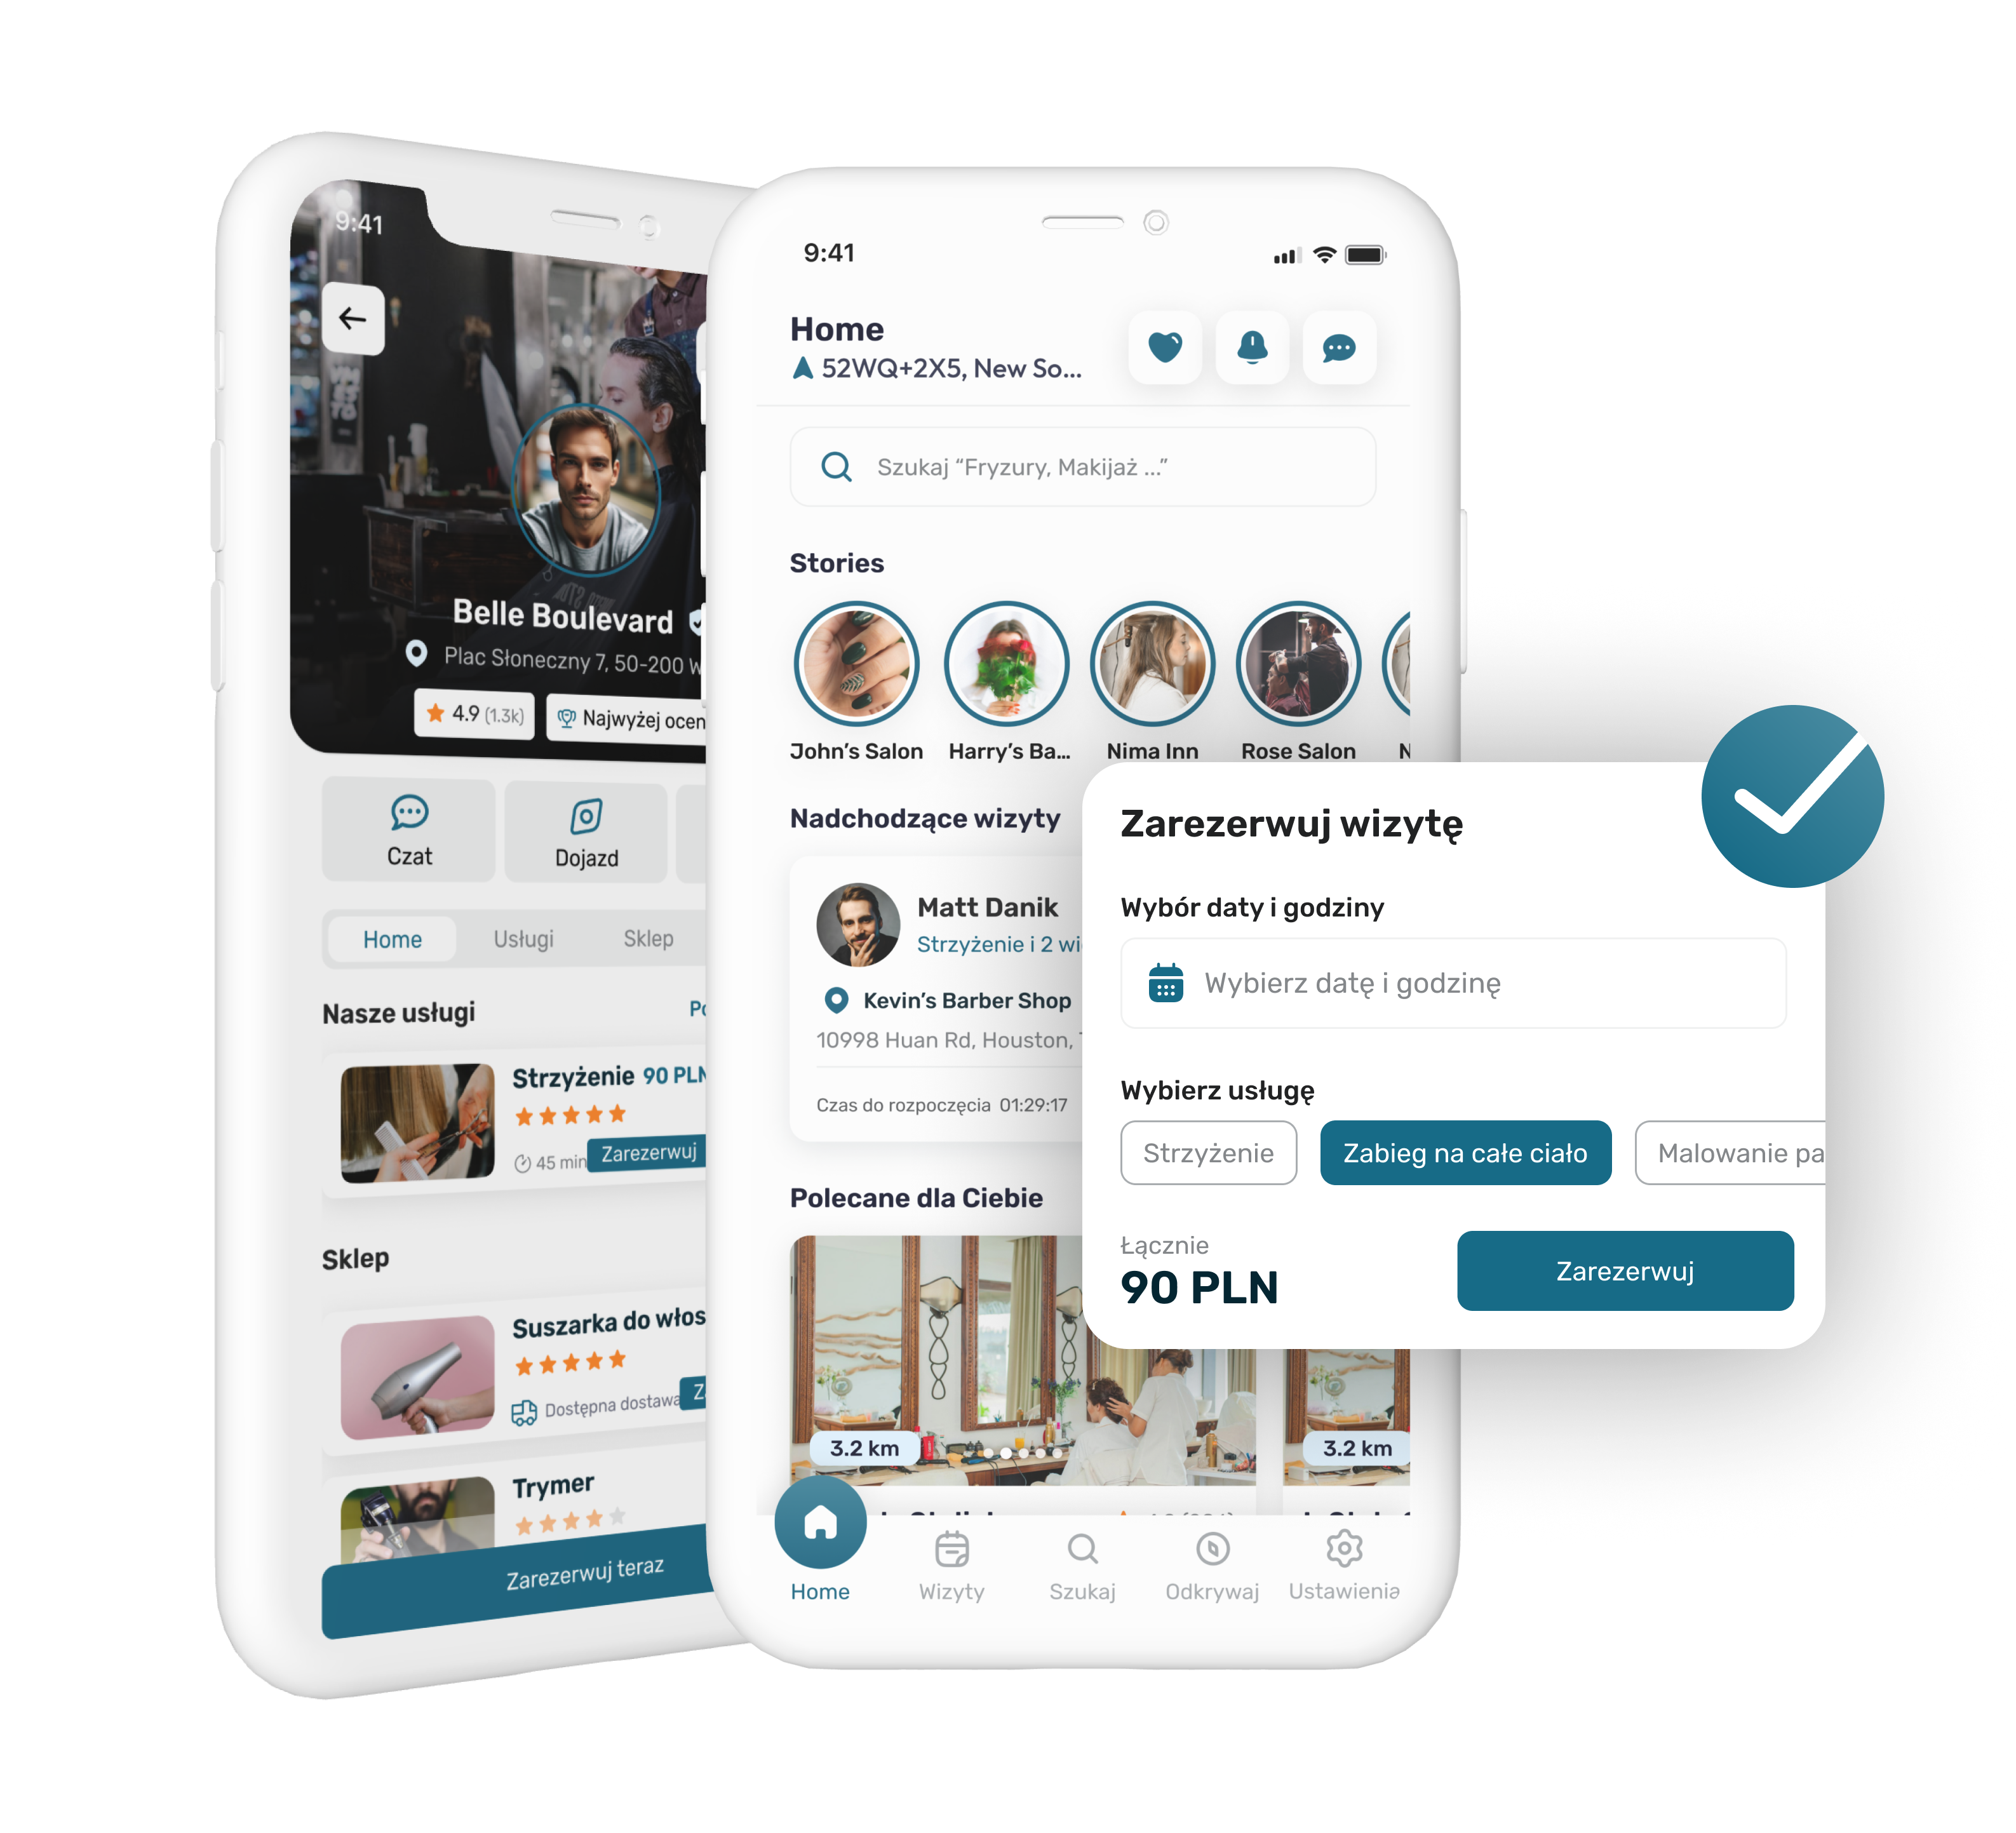 9:41
Belle Boulevard
Plac Słoneczny 7, 50-200 W
4.9 (1.3k)
Najwyżej ocen
Czat
Dojazd
Home
Usługi
Sklep
Nasze usługi
Strzyżenie 90 PLN
45 min
Zarezerwuj
Sklep
Suszarka do włos
Dostępna dostawa
Trymer
Zarezerwuj teraz
9:41
Home
52WQ+2X5, New So...
Szukaj “Fryzury, Makijaż ...”
Stories
John’s Salon
Harry’s Ba...
Nima Inn
Rose Salon
Nadchodzące wizyty
Matt Danik
Strzyżenie i 2 wi
Kevin’s Barber Shop
10998 Huan Rd, Houston,
Czas do rozpoczęcia 01:29:17
Polecane dla Ciebie
3.2 km
3.2 km
Home
Wizyty
Szukaj
Odkrywaj
Ustawienia
Zarezerwuj wizytę
Wybór daty i godziny
Wybierz datę i godzinę
Wybierz usługę
Strzyżenie
Zabieg na całe ciało
Malowanie pa
Łącznie
90 PLN
Zarezerwuj